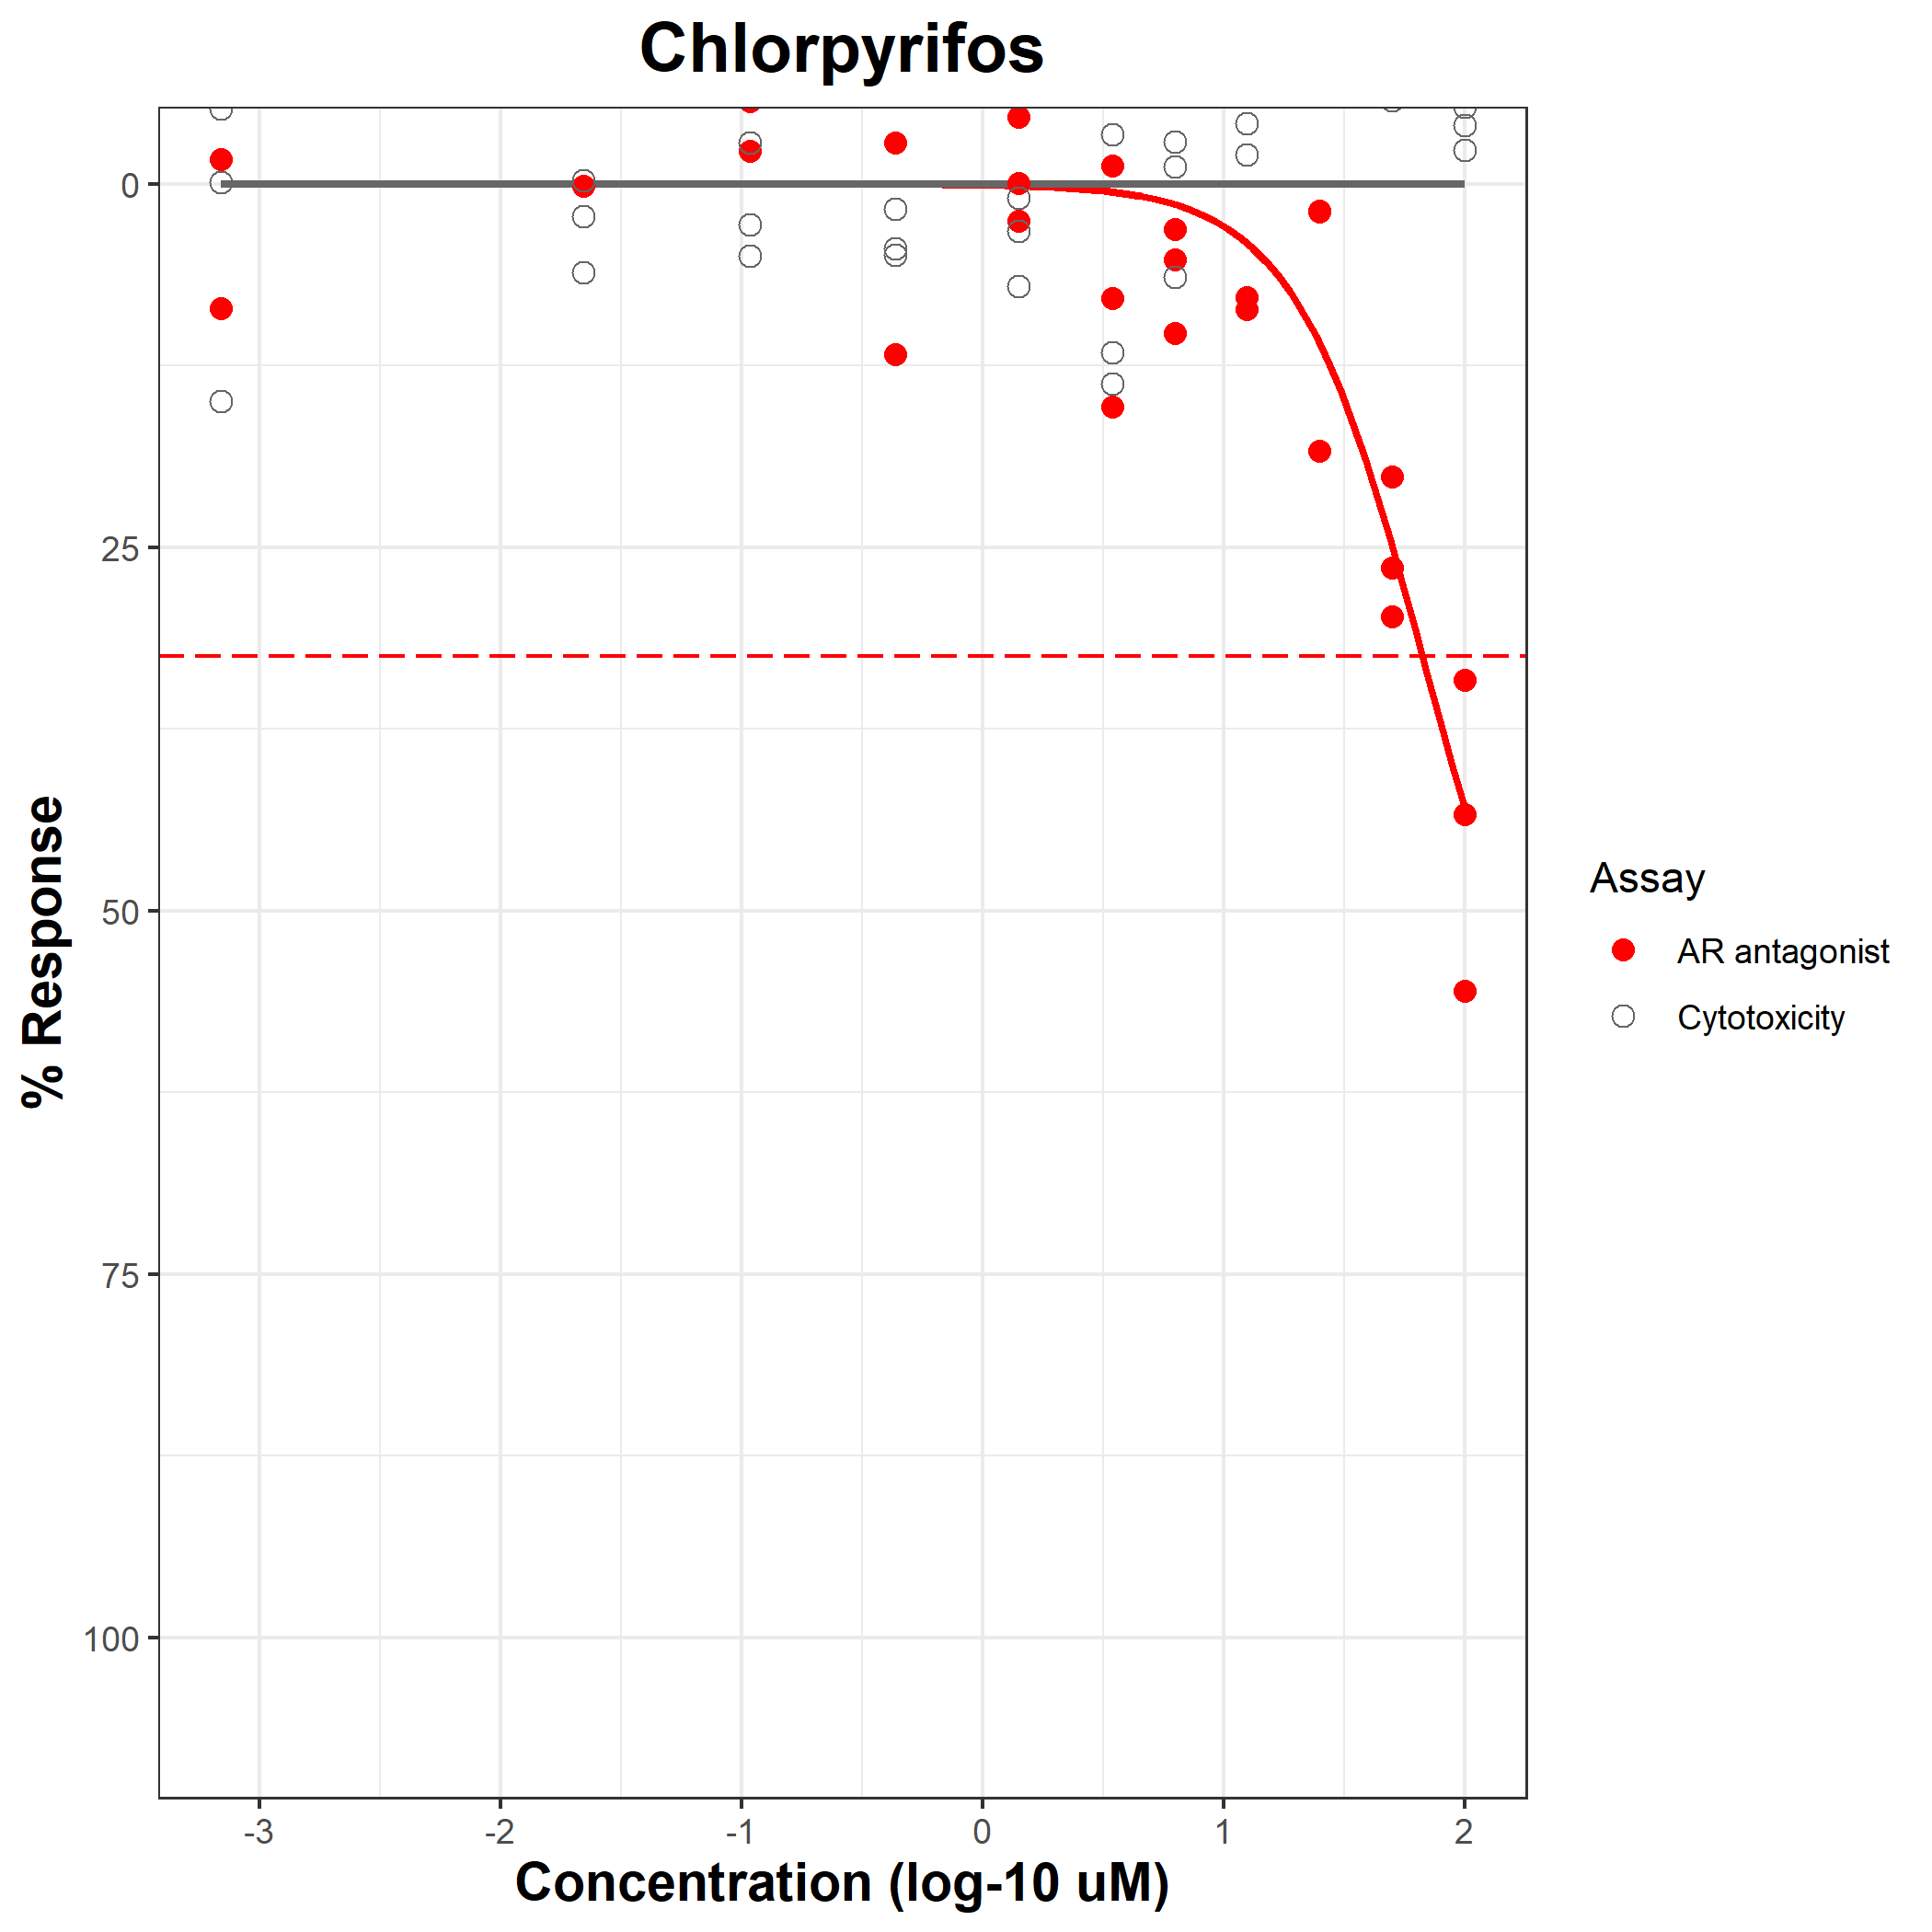 Chlorpyrifos
% Response
0
25
50
75
100
-3
-2
-1
0
1
2
Concentration (log-10 uM)
Assay
AR antagonist
Cytotoxicity